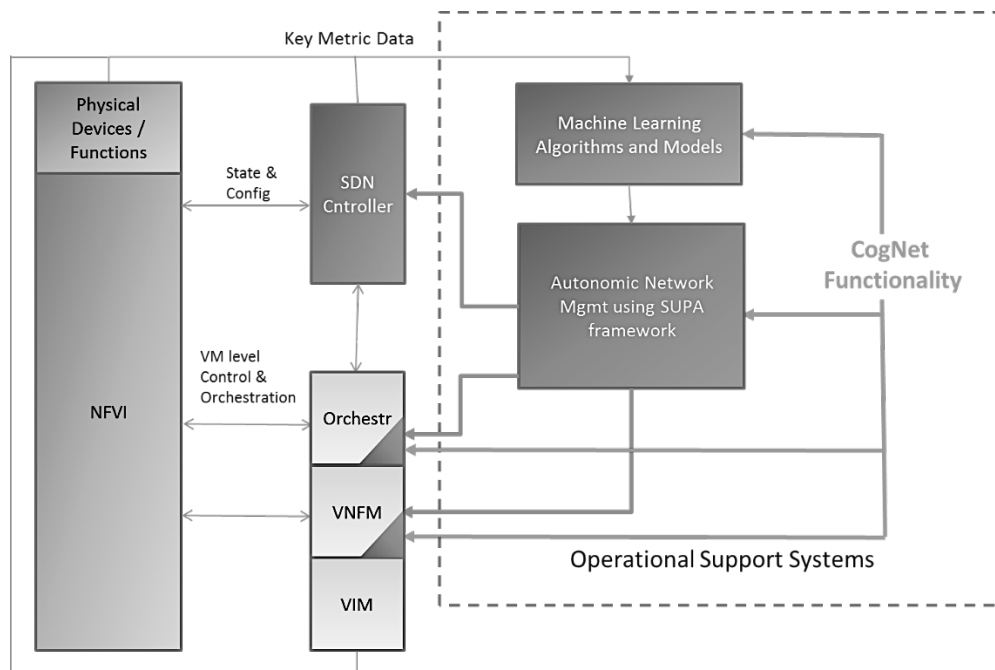 Key Metric Data
Physical
Devices /
Functions
Machine Learning
Algorithms and Models
State &
Config
SDN
Cntroller
CogNet
Functionality
Autonomic Network
Mgmt using SUPA
framework
VM level
Control &
Orchestration
NFVI
Orchestr
VNFM
Operational Support Systems
VIM